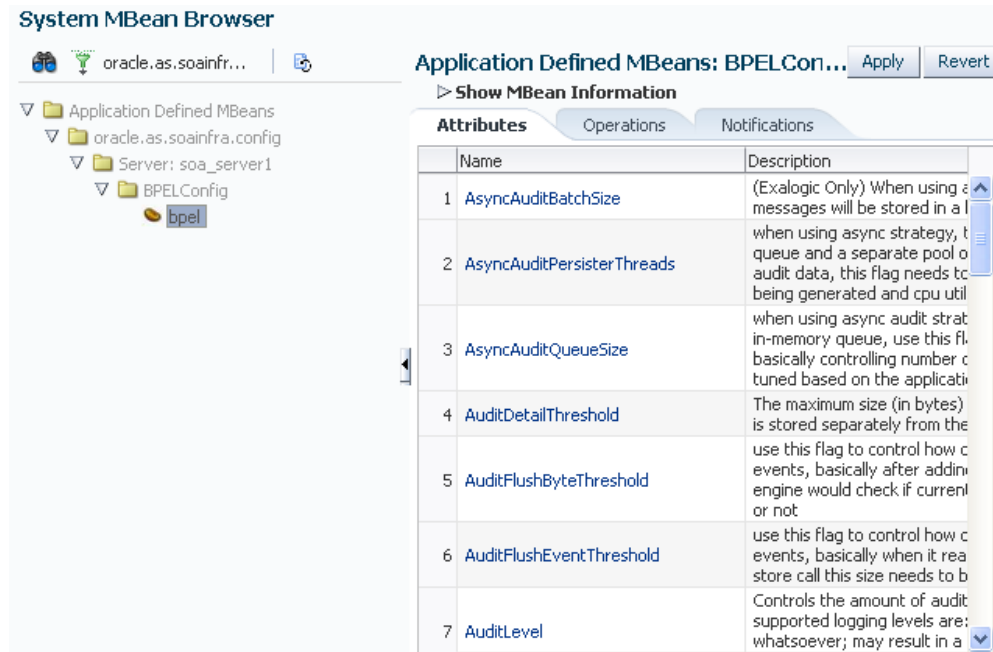 System MBean Browser
oracle.as.soainfr...
Application Defined MBeans
oracle.as.soainfra.config
Server: soa_server1
BPELConfig
bpel
Application Defined MBeans: BPELCon...
Apply
Revert
Show MBean Information
Attributes
Operations
Notifications
Name
Description
1
AsyncAuditBatchSize
(Exalogic Only) When using
messages will be stored in a
2
AsyncAuditPersisterThreads
when using async strategy,
queue and a separate pool
audit data, this flag needs to
being generated and cpu util
3
AsyncAuditQueueSize
when using async audit strat
in-memory queue, use this
basically controlling number
tuned based on the applicati
4
AuditDetailThreshold
The maximum size (in bytes)
is stored separately from the
5
AuditFlushByteThreshold
use this flag to control how
events, basically after addin
engine would check if current
or not
6
AuditFlushEventThreshold
use this flag to control how
events, basically when it rea
store call this size needs to b
7
AuditLevel
Controls the amount of audit
supported logging levels are:
whatsoever; may result in a